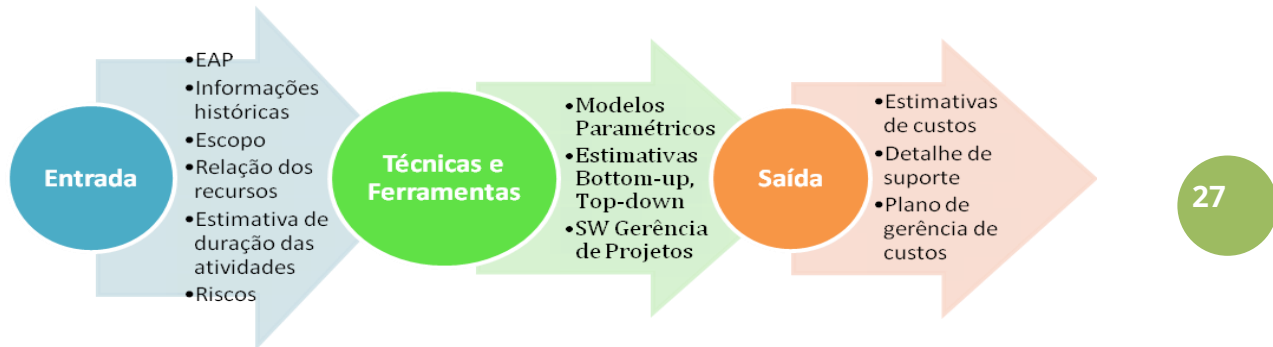 Entrada
•EAP
•Informações
históricas
•Escopo
•Relação dos
recursos
•Estimativa de
duração das
atividades
•Riscos
Técnicas e
Ferramentas
•Modelos
Paramétricos
•Estimativas
Bottom-up,
Top-down
•SW Gerência
de Projetos
Saída
•Estimativas
de custos
•Detalhe de
suporte
•Plano de
gerência de
custos
27